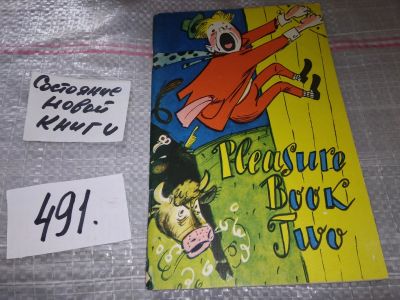 Состояние
новой
книги
491.
Pleasure
Book
Two